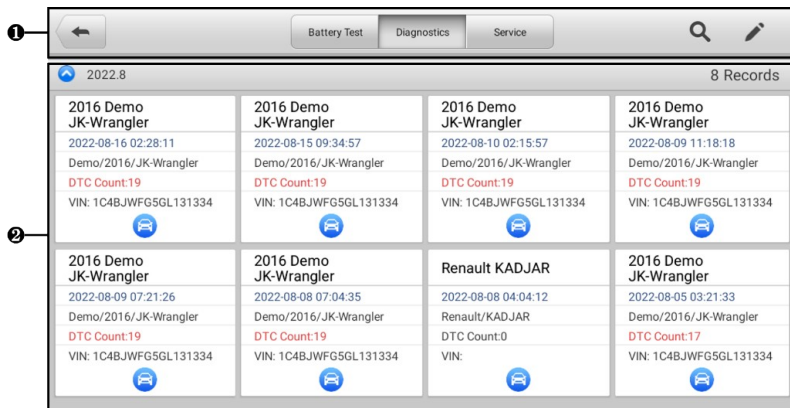 ❶
Battery Test Diagnostics Service
❷
2022.8 8 Records
2016 Demo
JK-Wrangler
2022-08-16 02:28:11
Demo/2016/JK-Wrangler
DTC Count:19
VIN: 1C4BJWFG5GL131334
2016 Demo
JK-Wrangler
2022-08-15 09:34:57
Demo/2016/JK-Wrangler
DTC Count:19
VIN: 1C4BJWFG5GL131334
2016 Demo
JK-Wrangler
2022-08-10 02:15:57
Demo/2016/JK-Wrangler
DTC Count:19
VIN: 1C4BJWFG5GL131334
2016 Demo
JK-Wrangler
2022-08-09 11:18:18
Demo/2016/JK-Wrangler
DTC Count:19
VIN: 1C4BJWFG5GL131334
2016 Demo
JK-Wrangler
2022-08-09 07:21:26
Demo/2016/JK-Wrangler
DTC Count:19
VIN: 1C4BJWFG5GL131334
2016 Demo
JK-Wrangler
2022-08-08 07:04:35
Demo/2016/JK-Wrangler
DTC Count:19
VIN: 1C4BJWFG5GL131334
Renault KADJAR
2022-08-08 04:04:12
Renault/KADJAR
DTC Count:0
VIN:
2016 Demo
JK-Wrangler
2022-08-05 03:21:33
Demo/2016/JK-Wrangler
DTC Count:17
VIN: 1C4BJWFG5GL131334